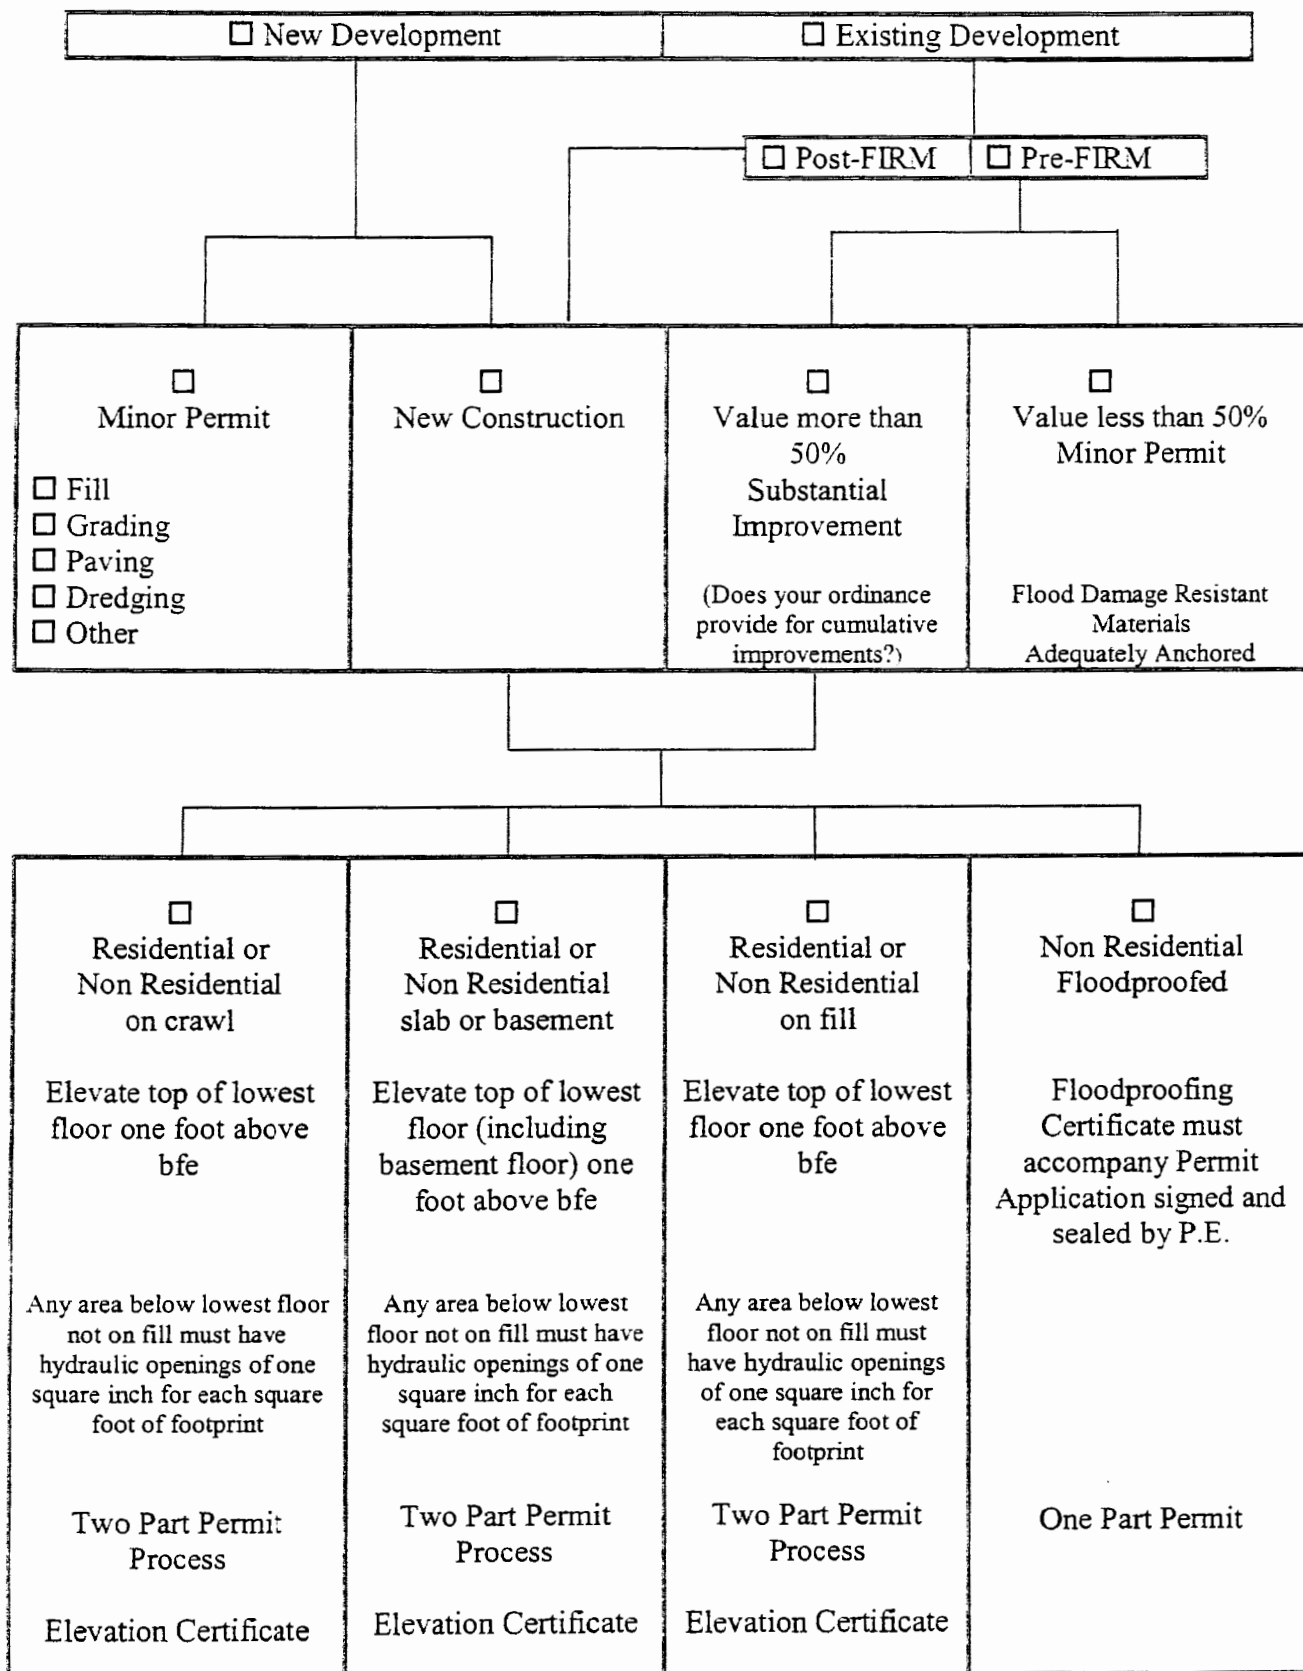 ☐ New Development
☐ Existing Development
☐ Post-FIRM
☐ Pre-FIRM
☐
Minor Permit
☐ Fill
☐ Grading
☐ Paving
☐ Dredging
☐ Other
☐
New Construction
☐
Value more than
50%
Substantial
Improvement
(Does your ordinance
provide for cumulative
improvements?)
☐
Value less than 50%
Minor Permit
Flood Damage Resistant
Materials
Adequately Anchored
☐
Residential or
Non Residential
on crawl
Elevate top of lowest
floor one foot above
bfe
Any area below lowest floor
not on fill must have
hydraulic openings of one
square inch for each square
foot of footprint
Two Part Permit
Process
Elevation Certificate
☐
Residential or
Non Residential
slab or basement
Elevate top of lowest
floor (including
basement floor) one
foot above bfe
Any area below lowest
floor not on fill must have
hydraulic openings of one
square inch for each
square foot of footprint
Two Part Permit
Process
Elevation Certificate
☐
Residential or
Non Residential
on fill
Elevate top of lowest
floor one foot above
bfe
Any area below lowest
floor not on fill must
have hydraulic openings
of one square inch for
each square foot of
footprint
Two Part Permit
Process
Elevation Certificate
☐
Non Residential
Floodproofed
Floodproofing
Certificate must
accompany Permit
Application signed and
sealed by P.E.
One Part Permit